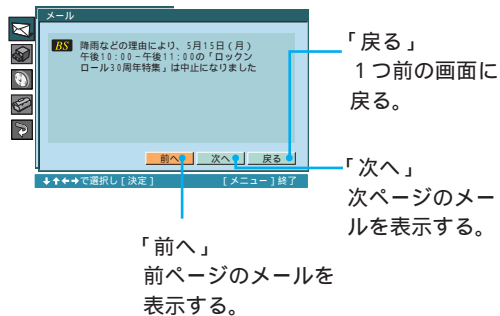 メール
BS 降雨などの理由により、5月15日(月)
午後10:00-午後11:00の「ロックン
ロール30周年特集」は中止になりました
前へ 次へ 戻る
↓↑←→で選択し[決定] [メニュー]終了
「戻る」
1つ前の画面に
戻る。
「次へ」
次ページのメー
ルを表示する。
「前へ」
前ページのメールを
表示する。